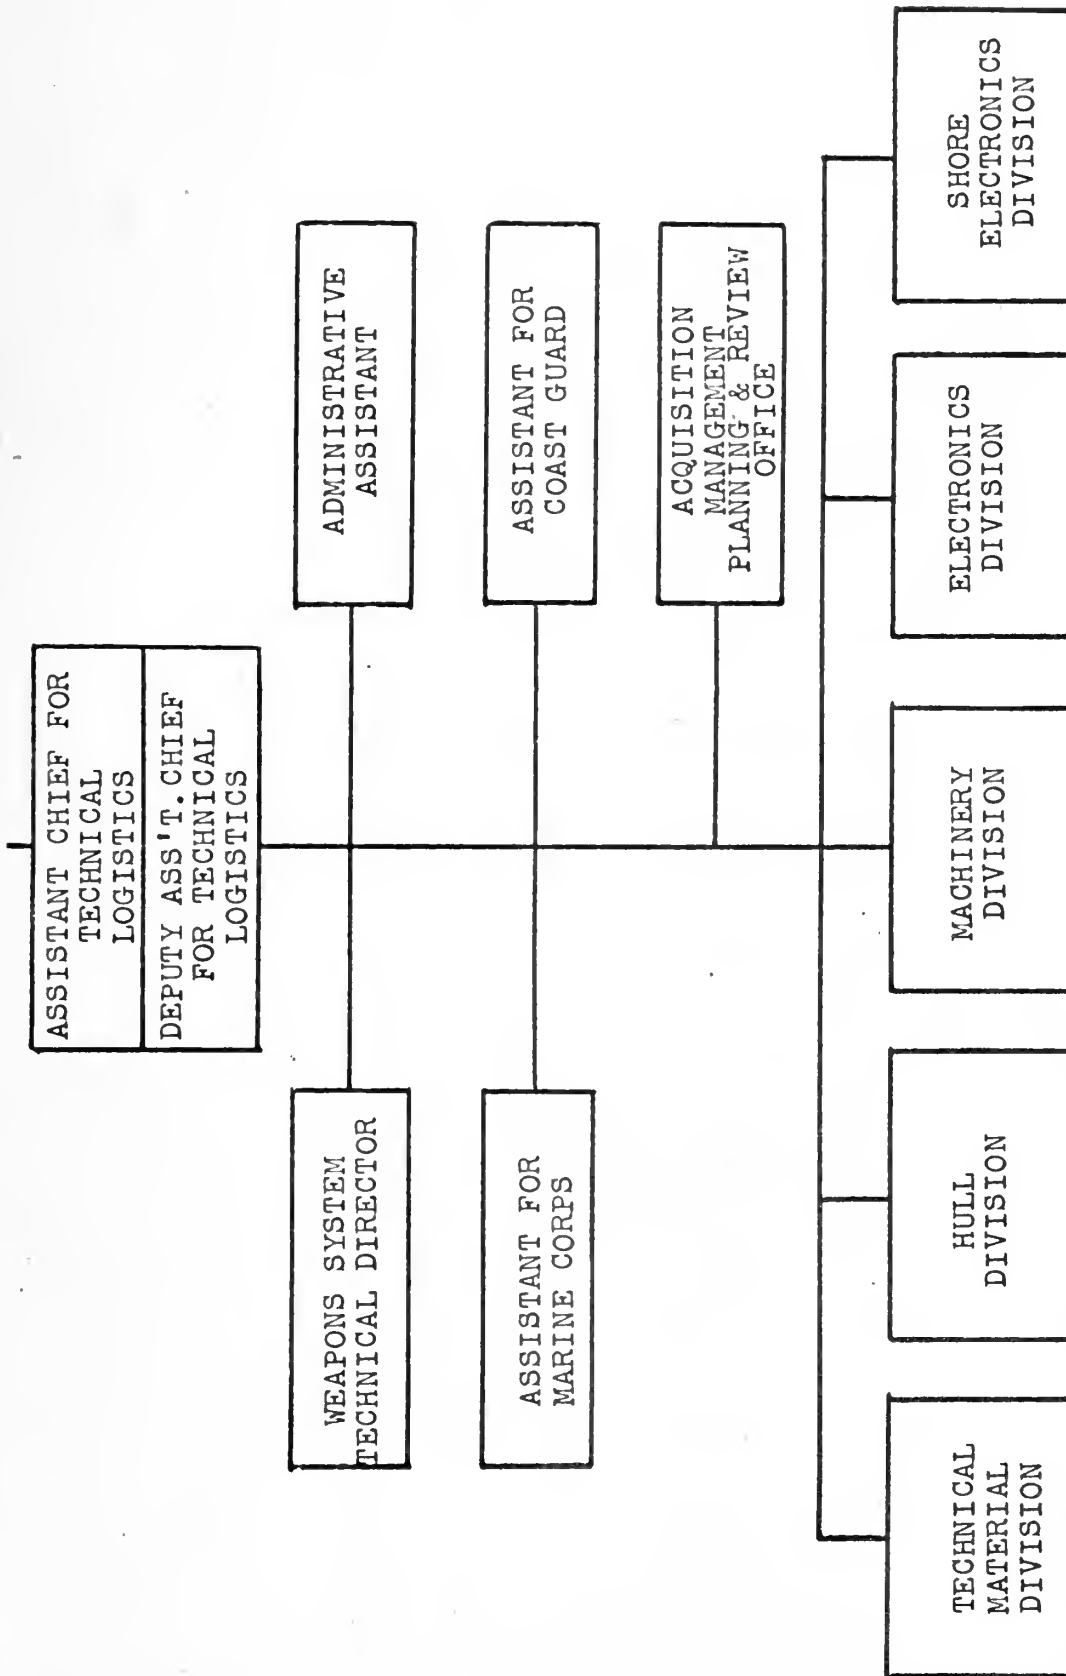 ASSISTANT CHIEF FOR
TECHNICAL
LOGISTICS
DEPUTY ASS'T.CHIEF
FOR TECHNICAL
LOGISTICS
WEAPONS SYSTEM
TECHNICAL DIRECTOR
ADMINISTRATIVE
ASSISTANT
ASSISTANT FOR
MARINE CORPS
ASSISTANT FOR
COAST GUARD
ACQUISITION
MANAGEMENT
PLANNING & REVIEW
OFFICE
TECHNICAL
MATERIAL
DIVISION
HULL
DIVISION
MACHINERY
DIVISION
ELECTRONICS
DIVISION
SHORE
ELECTRONICS
DIVISION